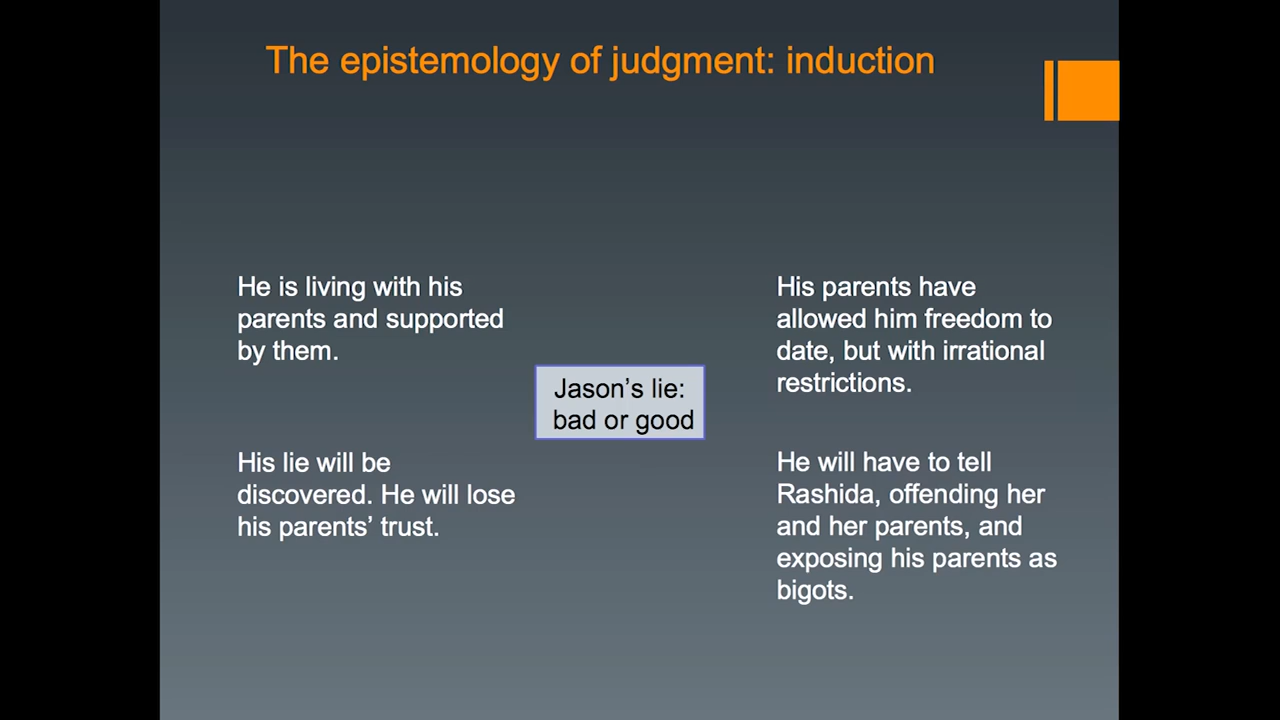 The epistemology of judgment: induction
He is living with his
parents and supported
by them.
His lie will be
discovered. He will lose
his parents’ trust.
Jason’s lie:
bad or good
His parents have
allowed him freedom to
date, but with irrational
restrictions.
He will have to tell
Rashida, offending her
and her parents, and
exposing his parents as
bigots.